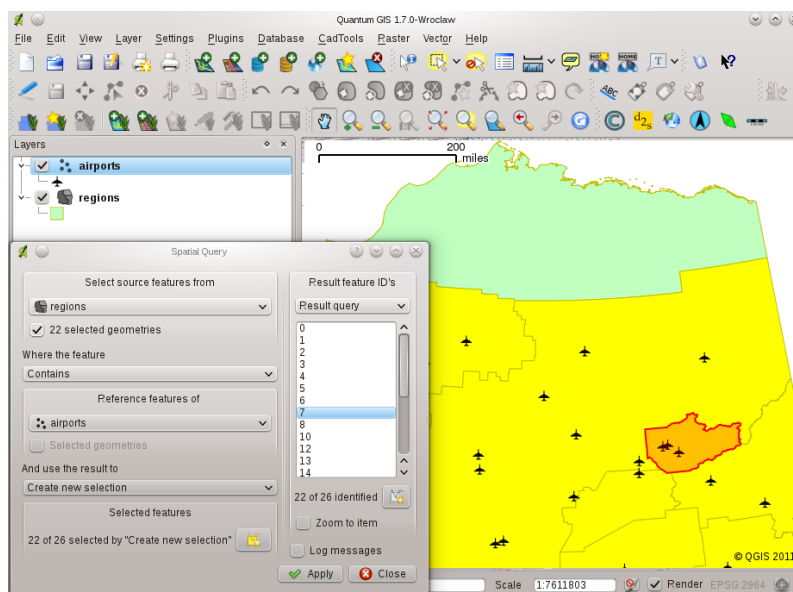 Quantum GIS 1.7.0-Wroclaw
File Edit View Layer Settings Plugins Database CadTools Raster Vector Help
ABC
T
d2s
Layers
airports
regions
0 200 miles
Spatial Query
Select source features from
regions
22 selected geometries
Where the feature
Contains
Reference features of
airports
Selected geometries
And use the result to
Create new selection
Selected features
22 of 26 selected by "Create new selection"
Result feature ID's
Result query
0
1
2
3
4
5
6
7
8
10
12
13
14
22 of 26 identified
Zoom to item
Log messages
Apply Close
© QGIS 2011
Scale 1:7611803 Render EPSG:2964